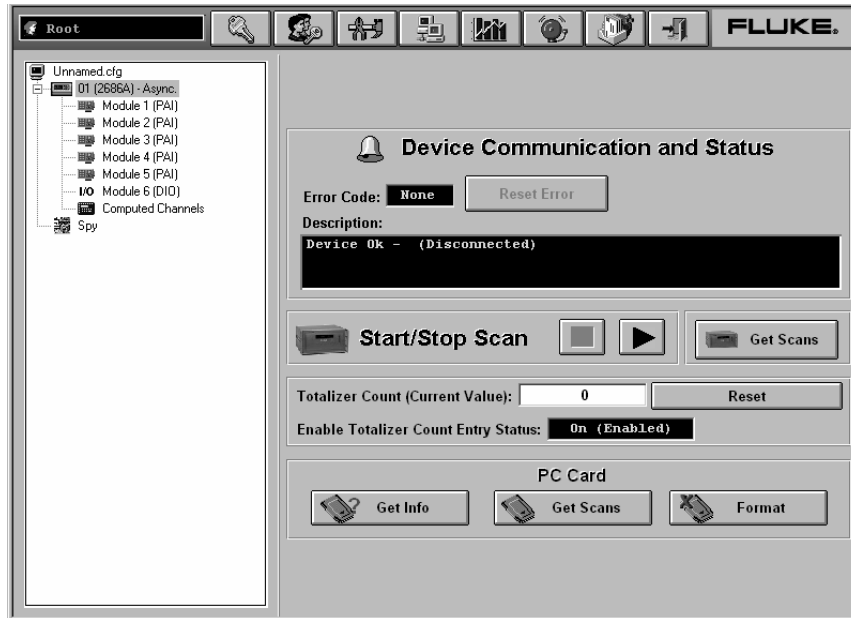 Root
FLUKE.
Unnamed.cfg
01 (2686A) - Async.
Module 1 (PAI)
Module 2 (PAI)
Module 3 (PAI)
Module 4 (PAI)
Module 5 (PAI)
I/O Module 6 (DIO)
Computed Channels
Spy
Device Communication and Status
Error Code: None Reset Error
Description:
Device Ok - (Disconnected)
Start/Stop Scan
Get Scans
Totalizer Count (Current Value): 0 Reset
Enable Totalizer Count Entry Status: On (Enabled)
PC Card
? Get Info Get Scans Format